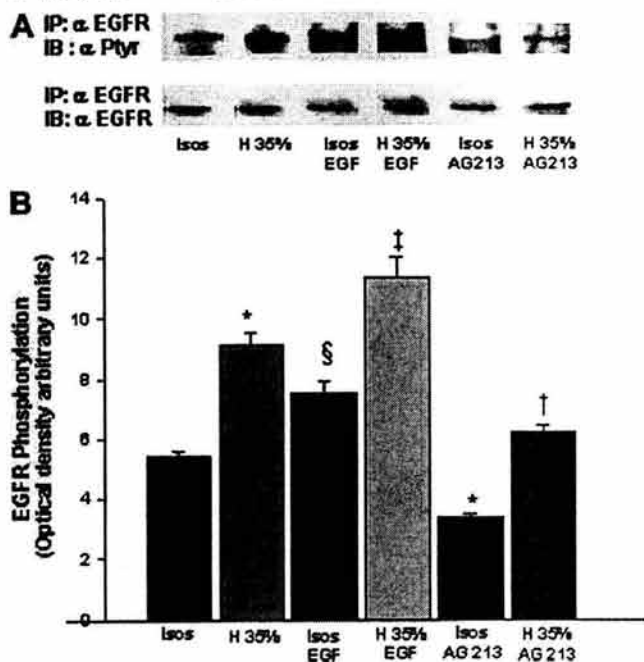 A
IP: α EGFR
IB : α Ptyr
IP: α EGFR
IB: α EGFR
Isos H 35% Isos H 35% Isos H 35%
EGF EGF AG213 AG213
B
EGFR Phosphorylation
(Optical density arbitrary units)
14
12
10
8
6
4
2
0
* § ‡ * †
Isos H 35% Isos H 35% Isos H 35%
EGF EGF AG 213 AG 213